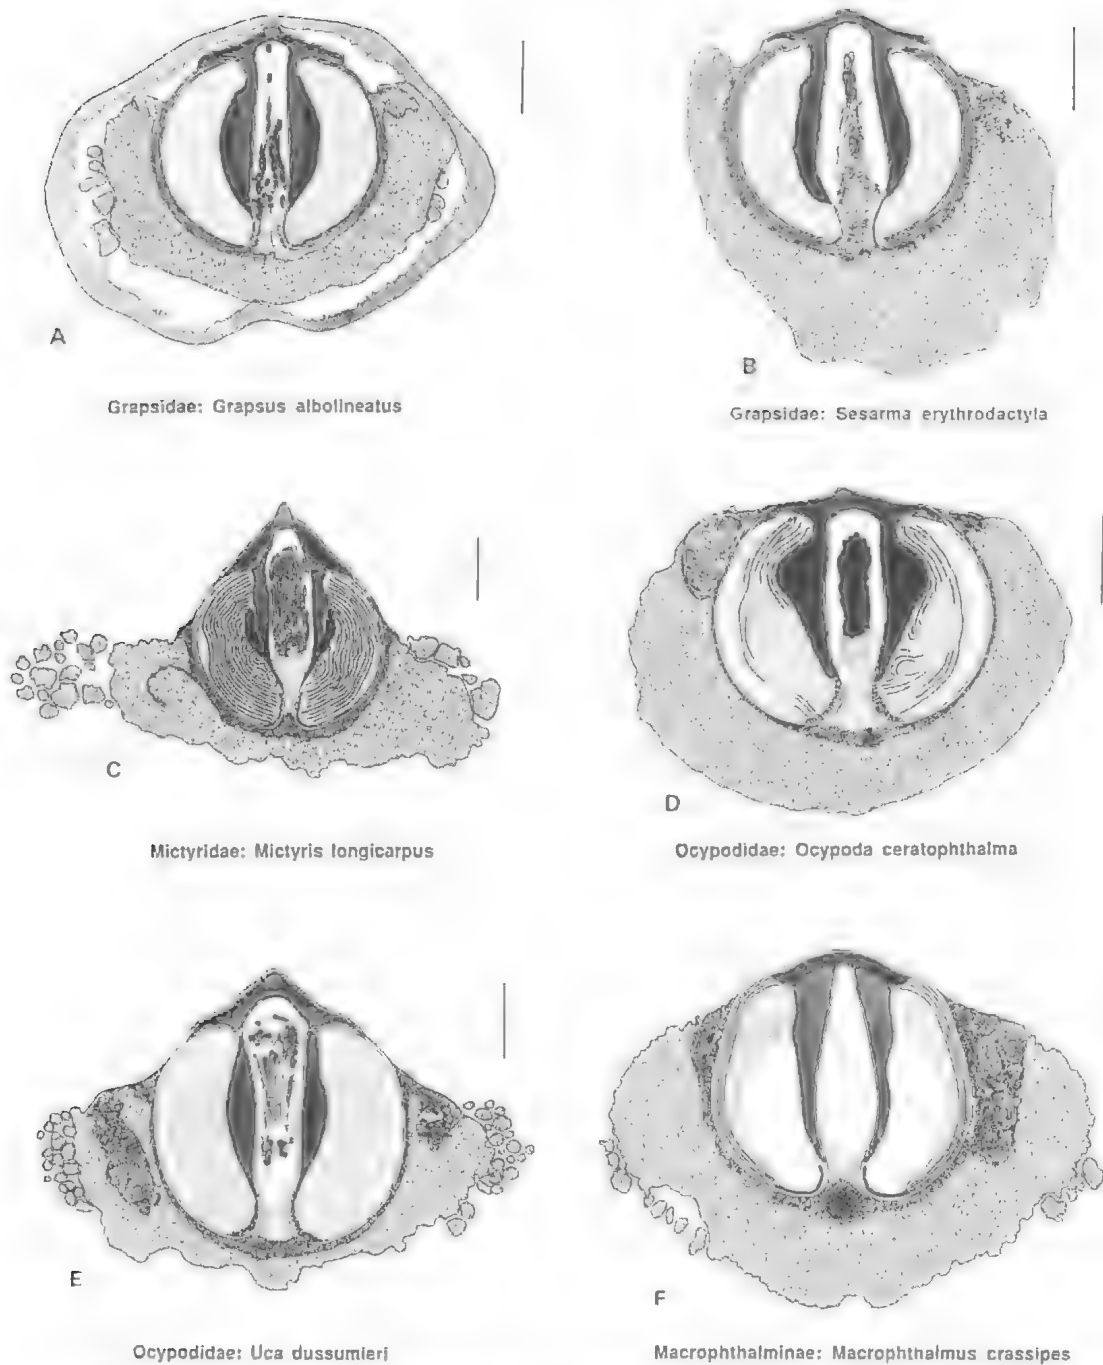 A
B
Grapsidae: Grapsus albolineatus
Grapsidae: Sesarma erythrodactyla
C
D
Mictyridae: Mictyris longicarpus
Ocypodidae: Ocypoda ceratophthalma
E
F
Ocypodidae: Uca dussumieri
Macrophthalminae: Macrophthalmus crassipes